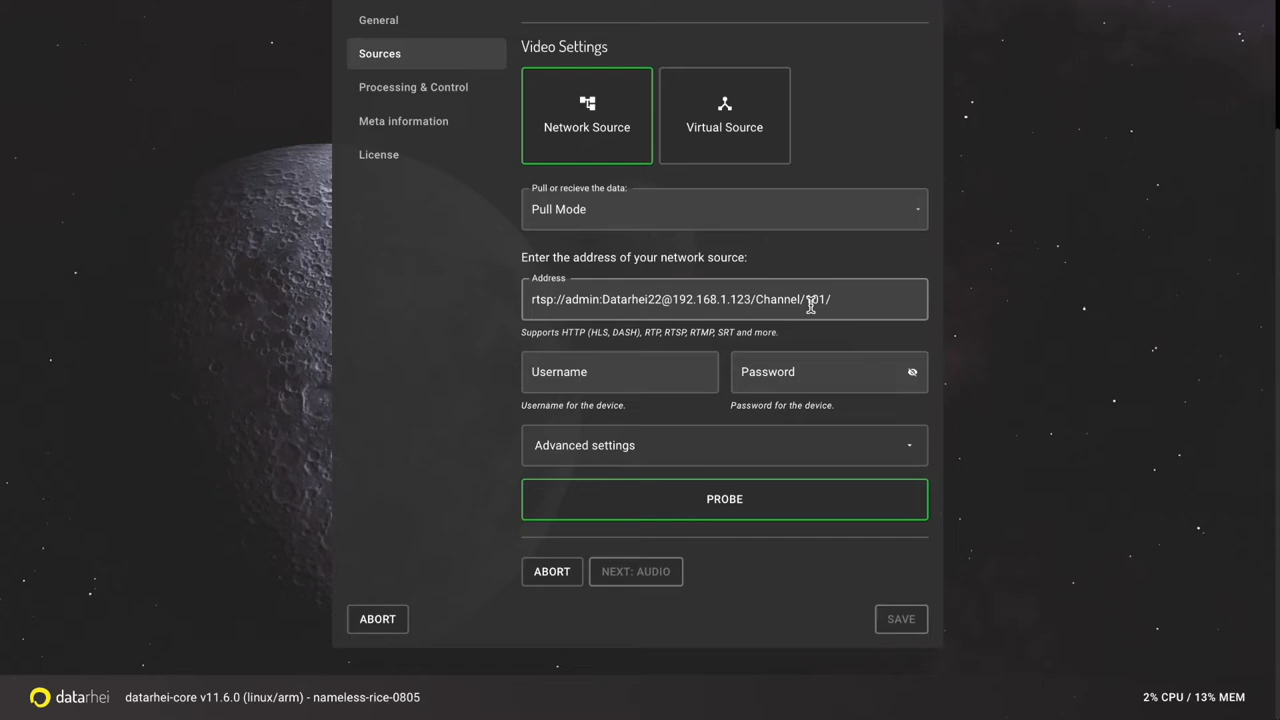 General
Sources
Processing & Control
Meta information
License
Video Settings
Network Source
Virtual Source
Pull or recieve the data:
Pull Mode
Enter the address of your network source:
Address
rtsp://admin:Datarhei22@192.168.1.123/Channel/101/
Supports HTTP (HLS, DASH), RTP, RTSP, RTMP, SRT and more.
Username
Password
Username for the device.
Password for the device.
Advanced settings
PROBE
ABORT
NEXT: AUDIO
ABORT
SAVE
datarhei
datarhei-core v11.6.0 (linux/arm) - nameless-rice-0805
2% CPU / 13% MEM